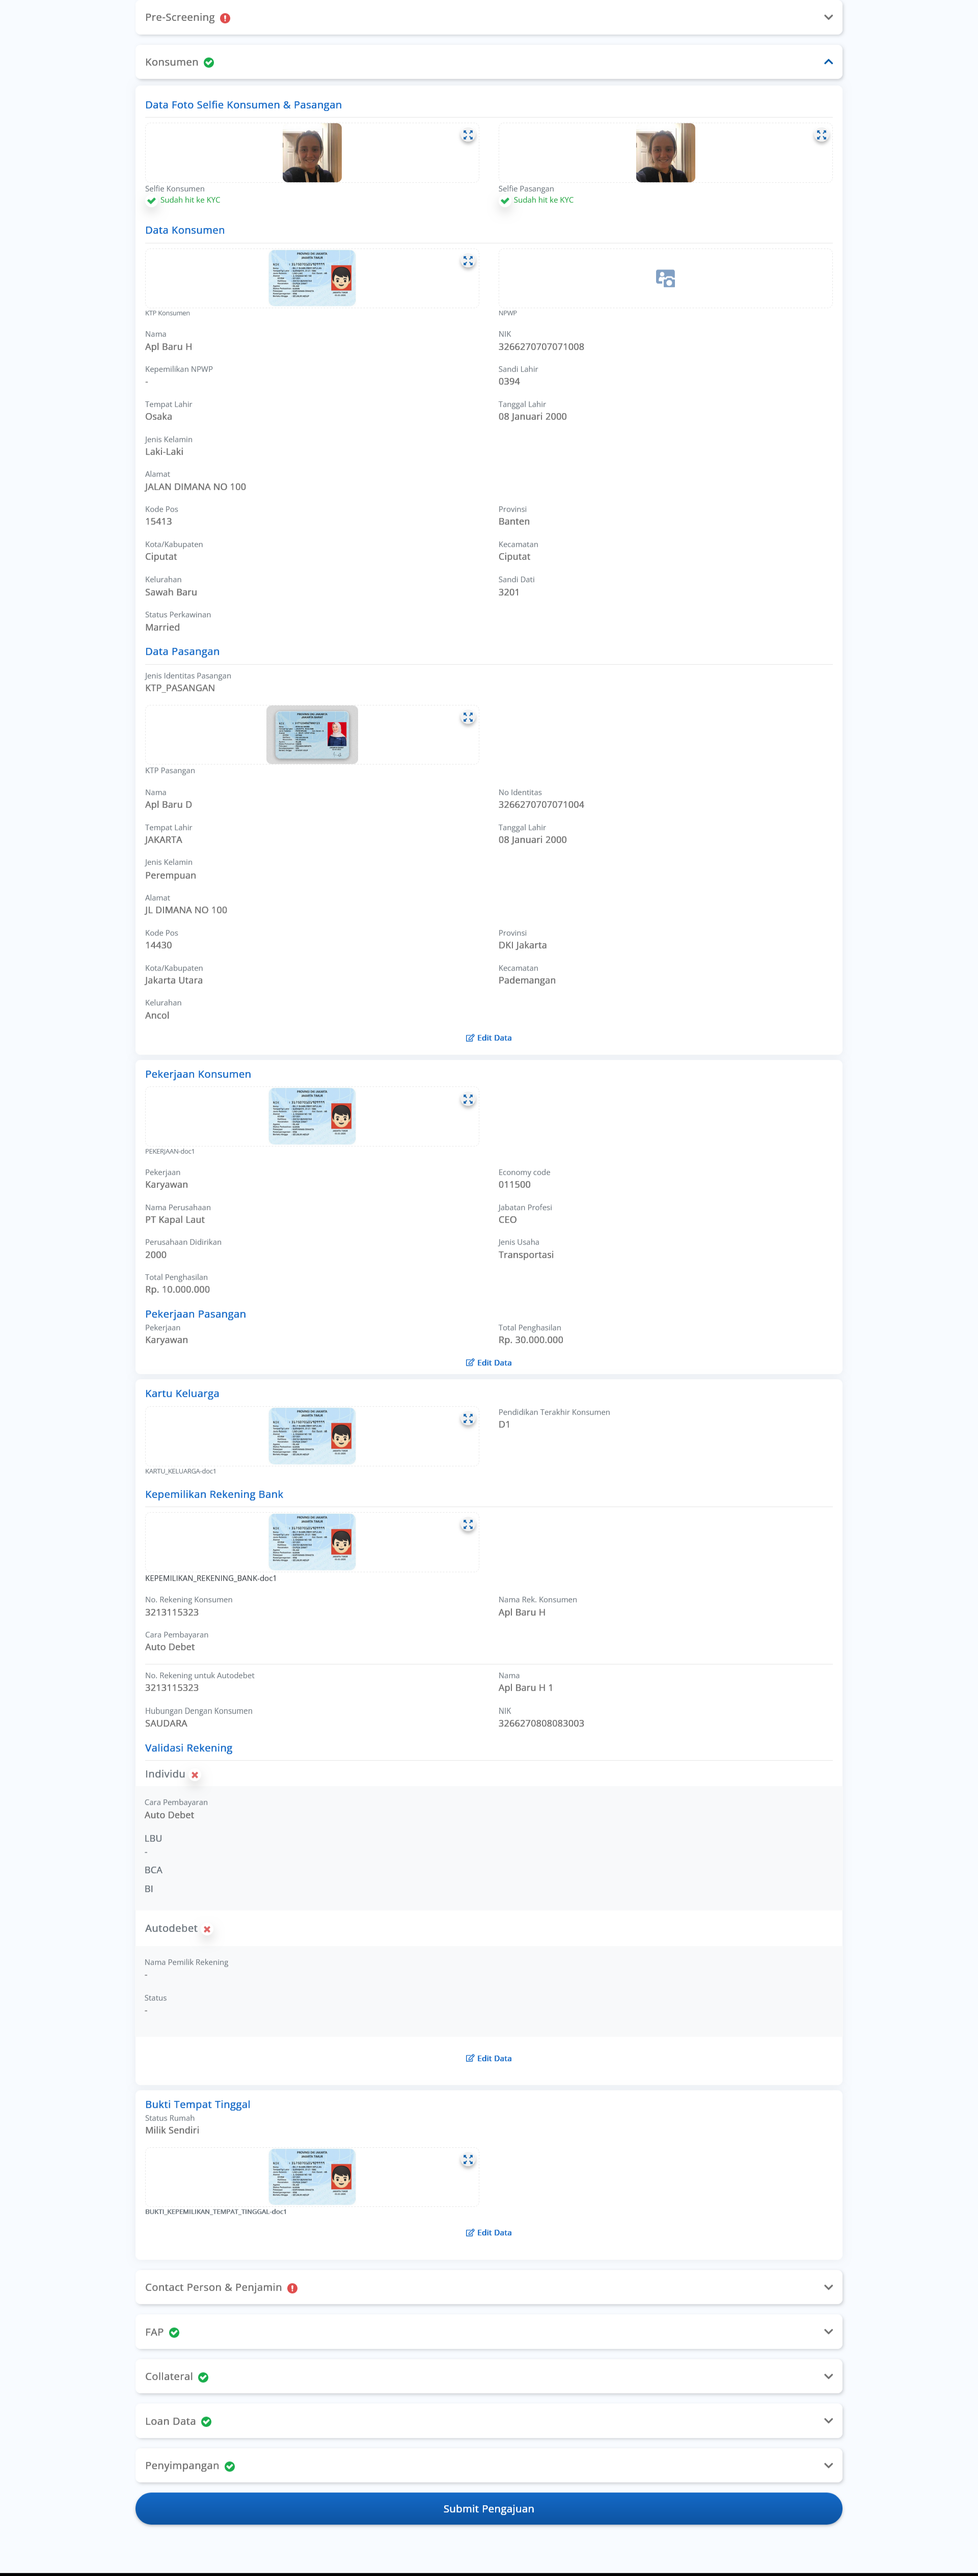 Pre-Screening
Konsumen
Data Foto Selfie Konsumen & Pasangan
Selfie Konsumen
Sudah hit ke KYC
Selfie Pasangan
Sudah hit ke KYC
Data Konsumen
KTP Konsumen
NPWP
Nama
Apl Baru H
NIK
3266270707071008
Kepemilikan NPWP
-
Sandi Lahir
0394
Tempat Lahir
Osaka
Tanggal Lahir
08 Januari 2000
Jenis Kelamin
Laki-Laki
Alamat
JALAN DIMANA NO 100
Kode Pos
15413
Provinsi
Banten
Kota/Kabupaten
Ciputat
Kecamatan
Ciputat
Kelurahan
Sawah Baru
Sandi Dati
3201
Status Perkawinan
Married
Data Pasangan
Jenis Identitas Pasangan
KTP_PASANGAN
KTP Pasangan
Nama
Apl Baru D
No Identitas
3266270707071004
Tempat Lahir
JAKARTA
Tanggal Lahir
08 Januari 2000
Jenis Kelamin
Perempuan
Alamat
JL DIMANA NO 100
Kode Pos
14430
Provinsi
DKI Jakarta
Kota/Kabupaten
Jakarta Utara
Kecamatan
Pademangan
Kelurahan
Ancol
Edit Data
Pekerjaan Konsumen
PEKERJAAN-doc1
Pekerjaan
Karyawan
Economy code
011500
Nama Perusahaan
PT Kapal Laut
Jabatan Profesi
CEO
Perusahaan Didirikan
2000
Jenis Usaha
Transportasi
Total Penghasilan
Rp. 10.000.000
Pekerjaan Pasangan
Pekerjaan
Karyawan
Total Penghasilan
Rp. 30.000.000
Edit Data
Kartu Keluarga
KARTU_KELUARGA-doc1
Pendidikan Terakhir Konsumen
D1
Kepemilikan Rekening Bank
KEPEMILIKAN_REKENING_BANK-doc1
No. Rekening Konsumen
3213115323
Nama Rek. Konsumen
Apl Baru H
Cara Pembayaran
Auto Debet
No. Rekening untuk Autodebet
3213115323
Nama
Apl Baru H 1
Hubungan Dengan Konsumen
SAUDARA
NIK
3266270808083003
Validasi Rekening
Individu
Cara Pembayaran
Auto Debet
LBU
-
BCA
BI
Autodebet
Nama Pemilik Rekening
-
Status
-
Edit Data
Bukti Tempat Tinggal
Status Rumah
Milik Sendiri
BUKTI_KEPEMILIKAN_TEMPAT_TINGGAL-doc1
Edit Data
Contact Person & Penjamin
FAP
Collateral
Loan Data
Penyimpangan
Submit Pengajuan